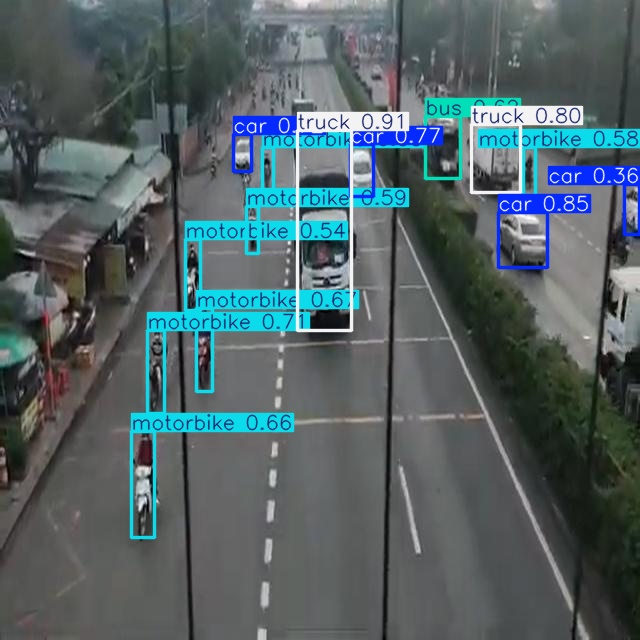 bus 0.62
truck 0.91
truck 0.80
car 0.
motorbik
car 0.77
motorbike 0.58
car 0.36
motorbike 0.59
car 0.85
motorbike 0.54
motorbike 0.67
motorbike 0.71
motorbike 0.66